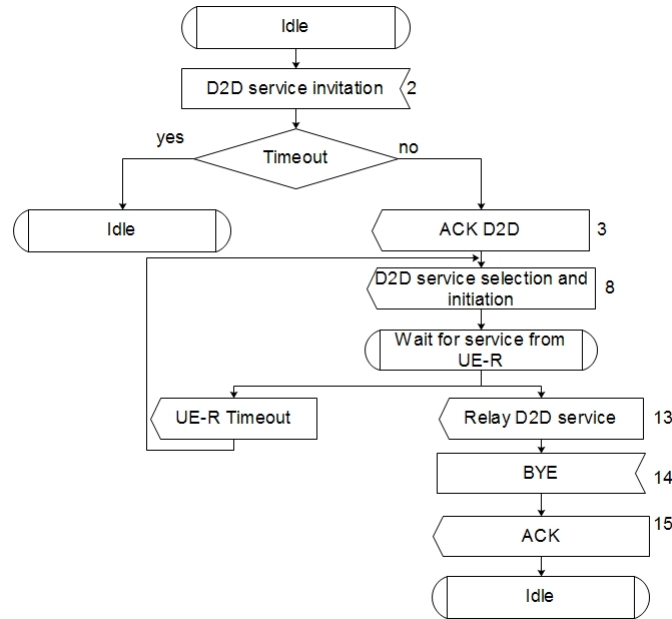 Idle
D2D service invitation
2
yes
Timeout
no
Idle
ACK D2D
3
D2D service selection and
initiation
8
Wait for service from
UE-R
UE-R Timeout
Relay D2D service
13
BYE
14
15
ACK
Idle